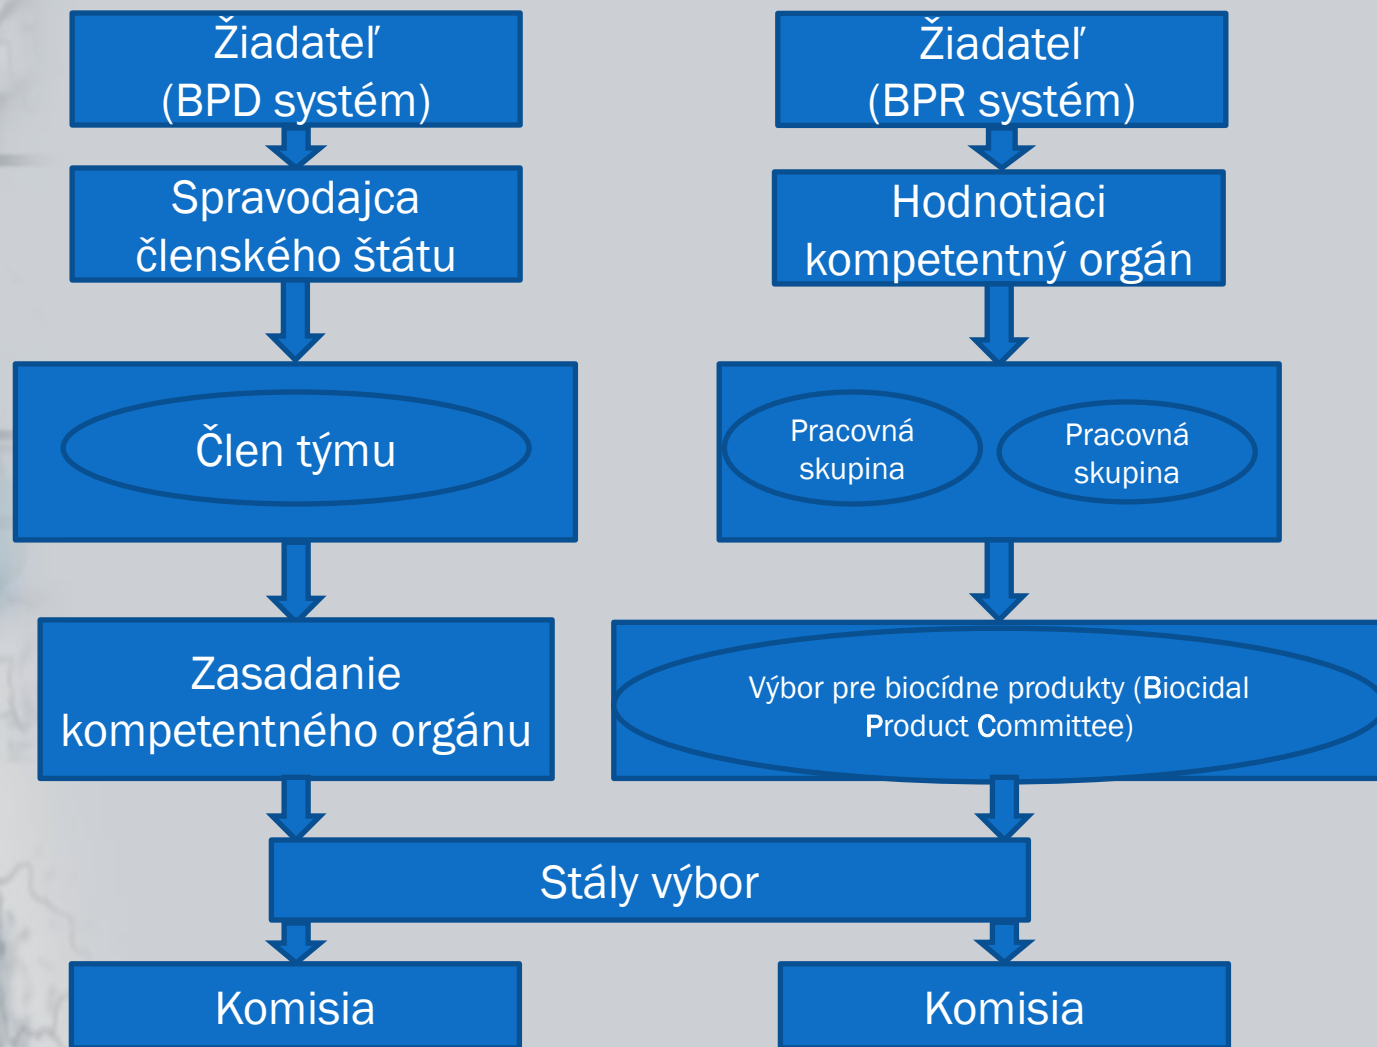 Žiadateľ
(BPD systém)
Spravodajca
členského štátu
Člen týmu
Zasadanie
kompetentného orgánu
Žiadateľ
(BPR systém)
Hodnotiaci
kompetentný orgán
Pracovná
skupina
Pracovná
skupina
Výbor pre biocídne produkty (Biocidal
Product Committee)
Stály výbor
Komisia
Komisia